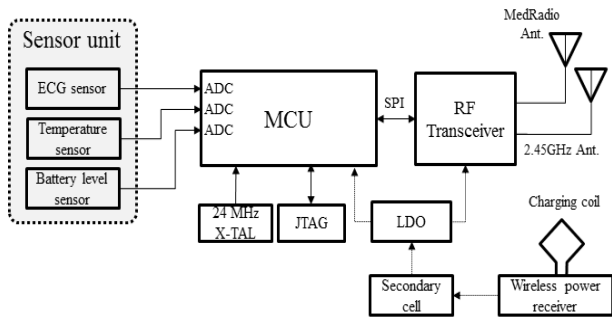 Sensor unit
ECG sensor
Temperature
sensor
Battery level
sensor
ADC
ADC
ADC
MCU
SPI
RF
Transceiver
MedRadio
Ant.
2.45GHz Ant.
24 MHz
X-TAL
JTAG
LDO
Charging coil
Secondary
cell
Wireless power
receiver